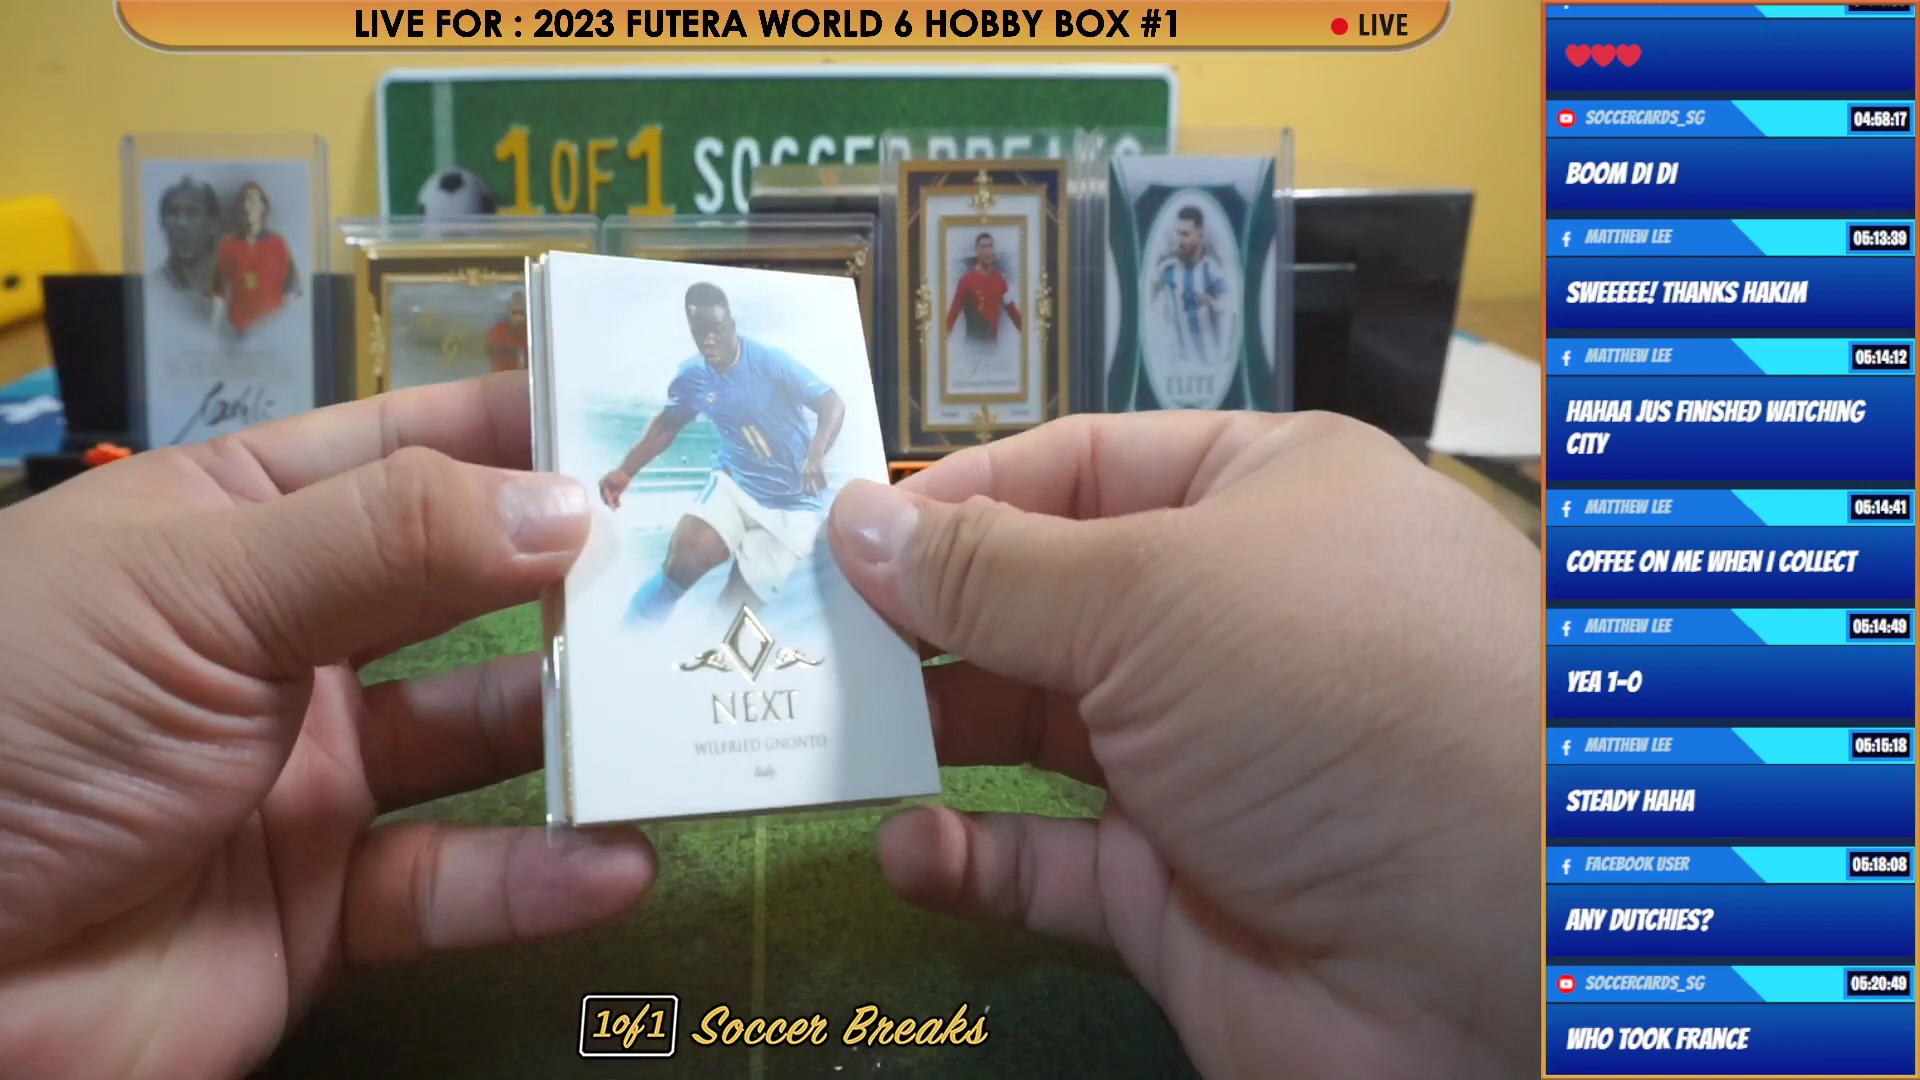 LIVE FOR : 2023 FUTERA WORLD 6 HOBBY BOX #1
LIVE
1OF1 SOCCER BREAKS
ELITE
11
NEXT
WILFRIED GNONTO
Italy
1of1 Soccer Breaks
SOCCERCARDS_SG 04:58:17
BOOM DI DI
MATTHEW LEE 05:13:39
SWEEEEE! THANKS HAKIM
MATTHEW LEE 05:14:12
HAHAA JUS FINISHED WATCHING
CITY
MATTHEW LEE 05:14:41
COFFEE ON ME WHEN I COLLECT
MATTHEW LEE 05:14:49
YEA 1-0
MATTHEW LEE 05:15:18
STEADY HAHA
FACEBOOK USER 05:18:08
ANY DUTCHIES?
SOCCERCARDS_SG 05:20:49
WHO TOOK FRANCE